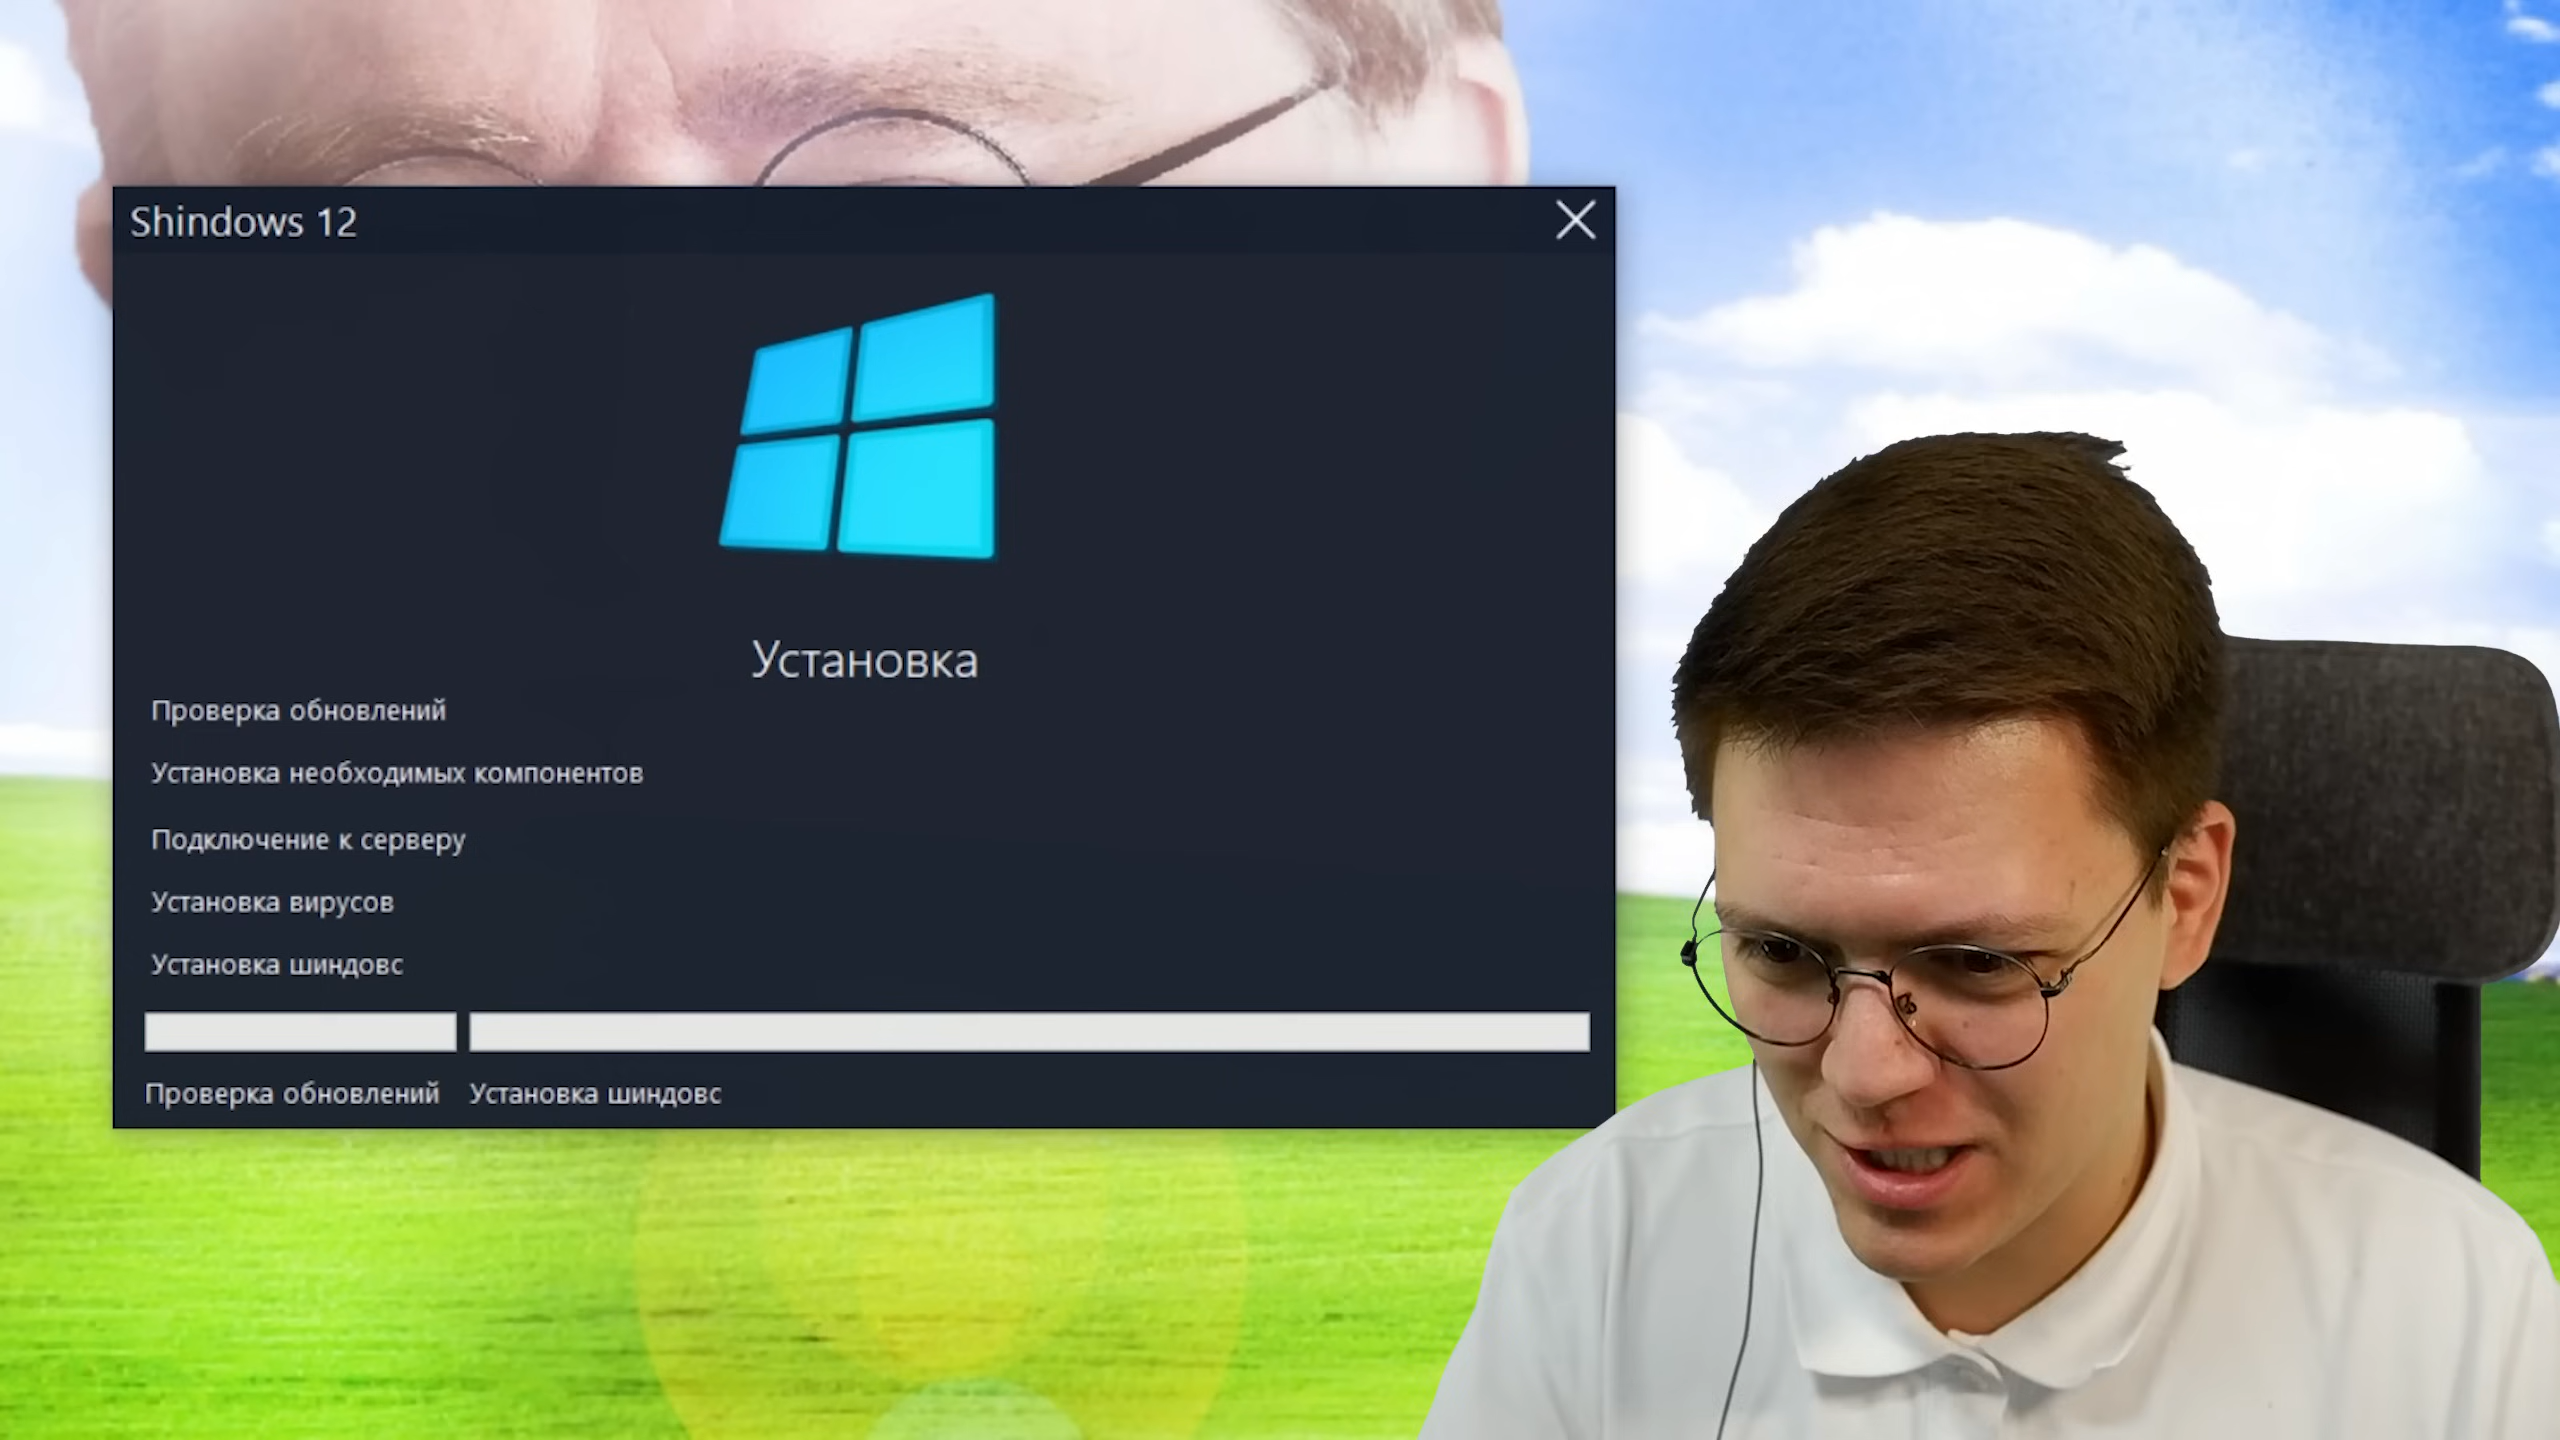 Shindows 12
Установка
Проверка обновлений
Установка необходимых компонентов
Подключение к серверу
Установка вирусов
Установка шиндовс
Проверка обновлений Установка шиндовс